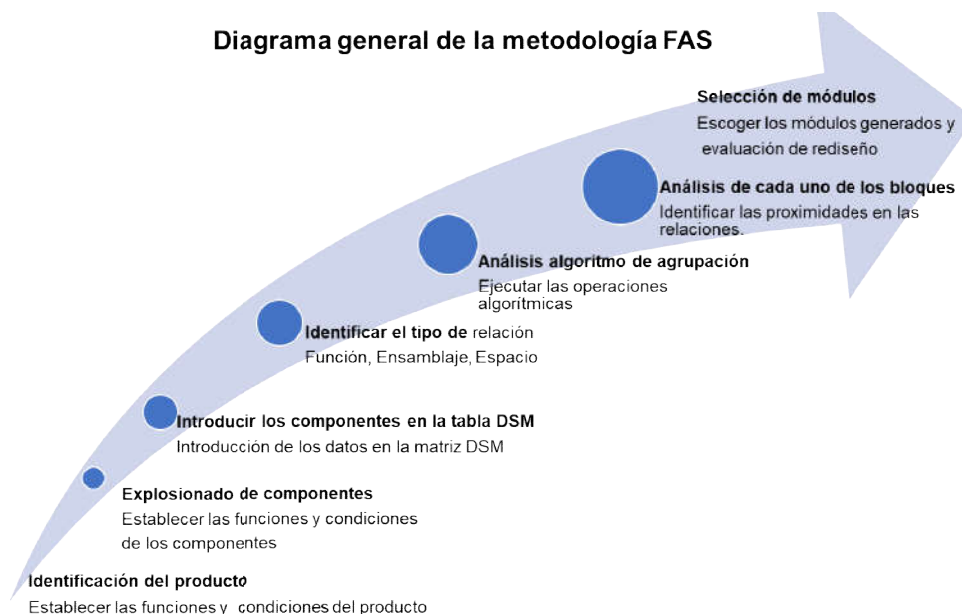 Diagrama general de la metodología FAS
Selección de módulos
Escoger los módulos generados y
evaluación de rediseño
Análisis de cada uno de los bloques
Identificar las proximidades en las
relaciones.
Análisis algoritmo de agrupación
Ejecutar las operaciones
algorítmicas
Identificar el tipo de relación
Función, Ensamblaje, Espacio
Introducir los componentes en la tabla DSM
Introducción de los datos en la matriz DSM
Explosionado de componentes
Establecer las funciones y condiciones
de los componentes
Identificación del producto
Establecer las funciones y condiciones del producto